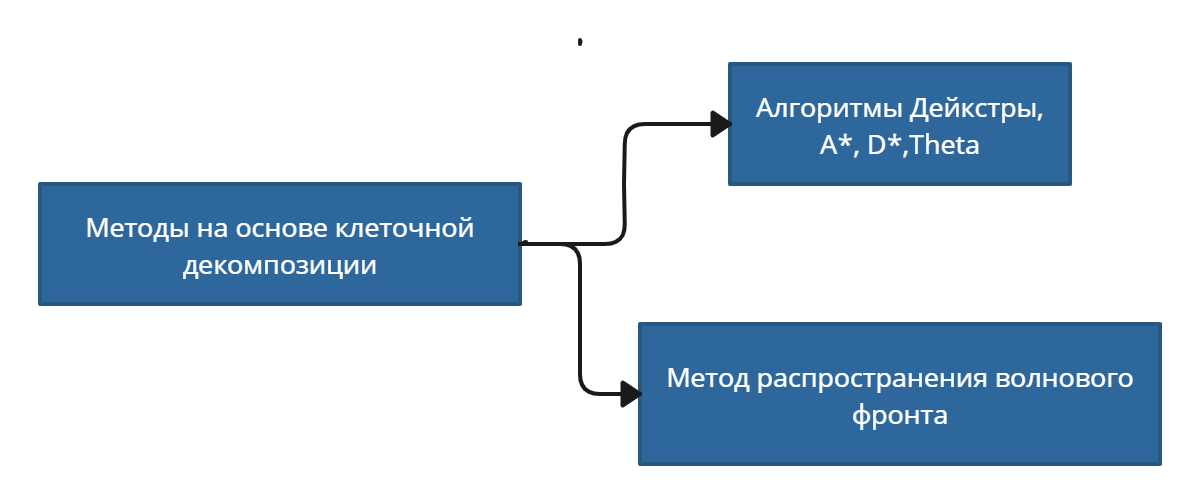 Алгоритмы Дейкстры,
A*, D*,Theta
Методы на основе клеточной
декомпозиции
Метод распространения волнового
фронта